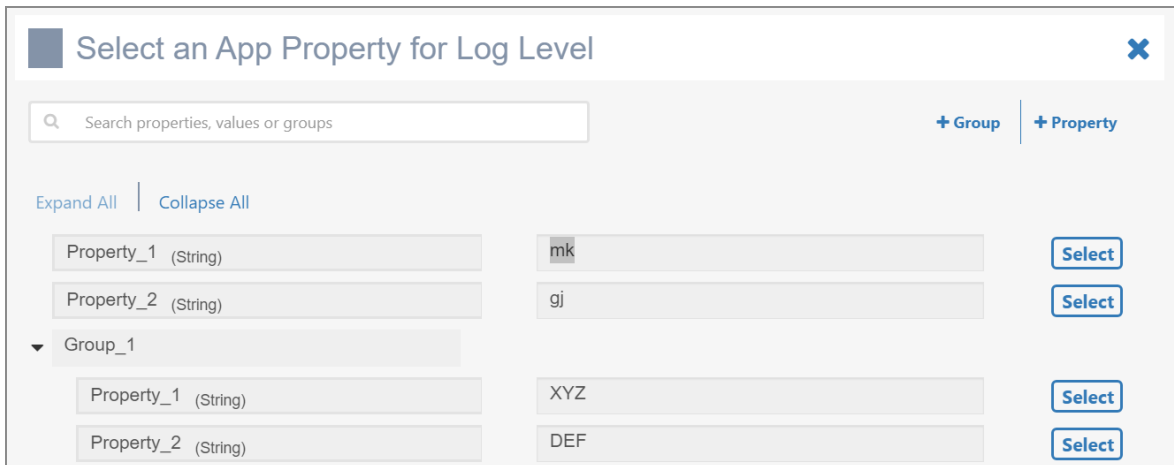 Select an App Property for Log Level
Search properties, values or groups
+ Group + Property
Expand All Collapse All
Property_1 (String) mk Select
Property_2 (String) gj Select
Group_1
Property_1 (String) XYZ Select
Property_2 (String) DEF Select